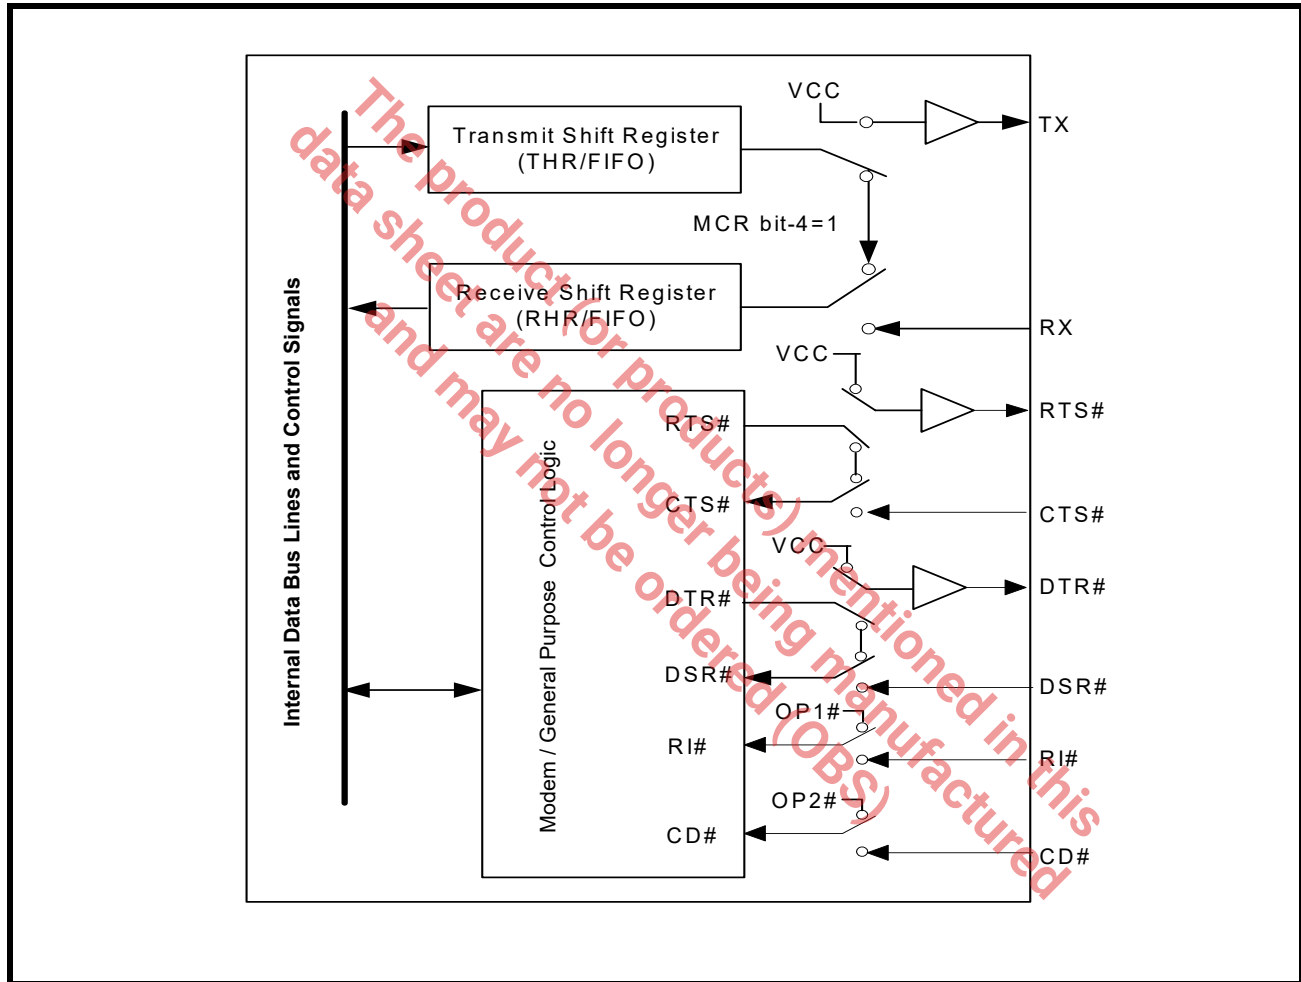 VCC
TX
Transmit Shift Register
(THR/FIFO)
MCR bit-4=1
Receive Shift Register
(RHR/FIFO)
RX
VCC
RTS#
RTS#
CTS#
CTS#
VCC
DTR#
DTR#
DSR#
DSR#
OP1#
RI#
RI#
OP2#
CD#
CD#
Internal Data Bus Lines and Control Signals
Modem / General Purpose Control Logic
The product (or products) mentioned in this
data sheet are no longer being manufactured
and may not be ordered (OBS)